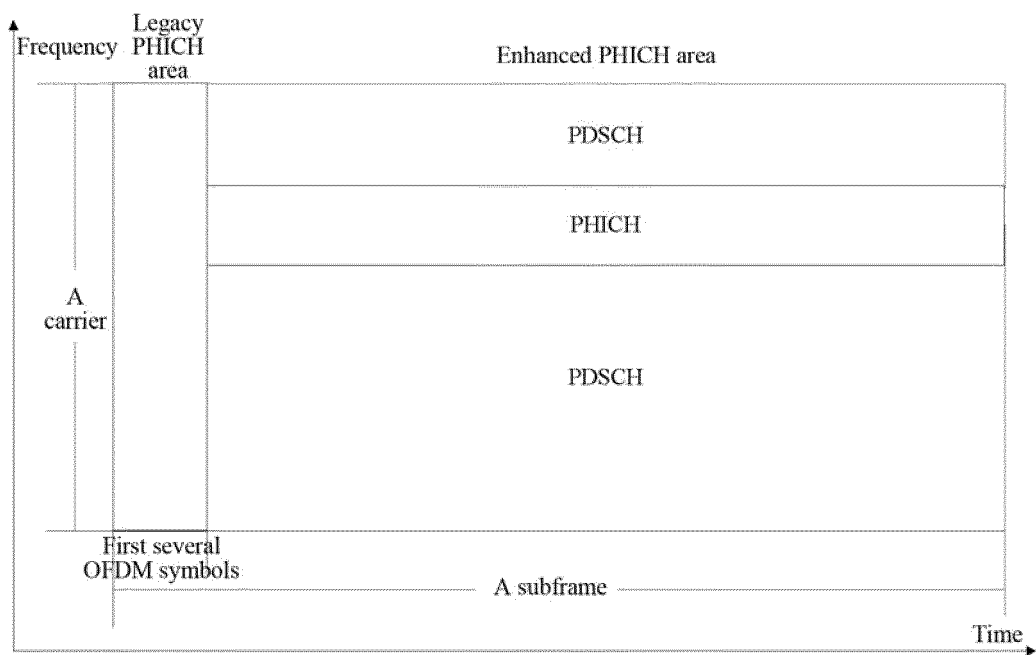 Frequency
Legacy
PHICH
area
Enhanced PHICH area
PDSCH
PHICH
A
carrier
PDSCH
First several
OFDM symbols
A subframe
Time